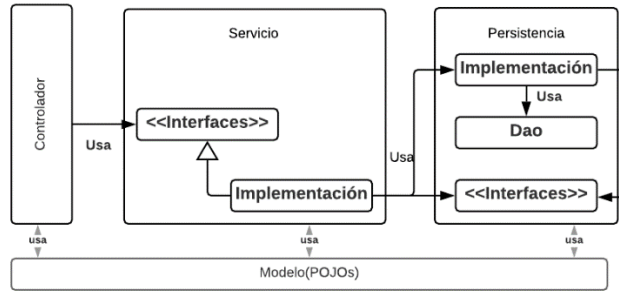 Controlador
Servicio
Persistencia
Usa
<<Interfaces>>
Implementación
Usa
Implementación
Usa
Dao
<<Interfaces>>
usa
usa
usa
Modelo(POJOs)